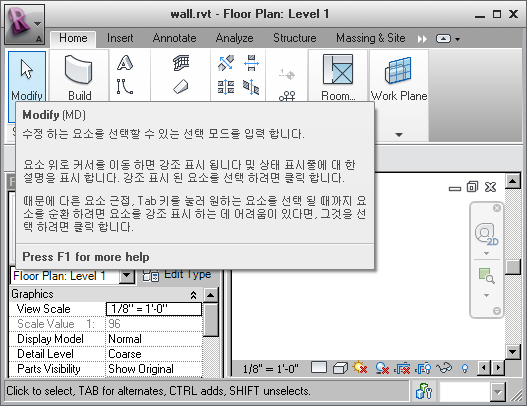 wall.rvt - Floor Plan: Level 1
Home Insert Annotate Analyze Structure Massing & Site
Modify Build Room... Work Plane
Modify (MD)
수정 하는 요소를 선택할 수 있는 선택 모드를 입력 합니다.
요소 위로 커서를 이동 하면 강조 표시 됩니다 및 상태 표시줄에 대 한
설명을 표시 합니다. 강조 표시 된 요소를 선택 하려면 클릭 합니다.
때문에 다른 요소 근접, Tab 키를 눌러 원하는 요소를 선택 될 때까지 요
소를 순환 하려면 요소를 강조 표시 하는 데 어려움이 있다면, 그것을 선
택 하려면 클릭 합니다.
Press F1 for more help
2D
Floor Plan: Level 1 Edit Type
Graphics
View Scale 1/8" = 1'-0"
Scale Value 1: 96
Display Model Normal
Detail Level Coarse
Parts Visibility Show Original
1/8" = 1'-0"
Click to select, TAB for alternates, CTRL adds, SHIFT unselects.